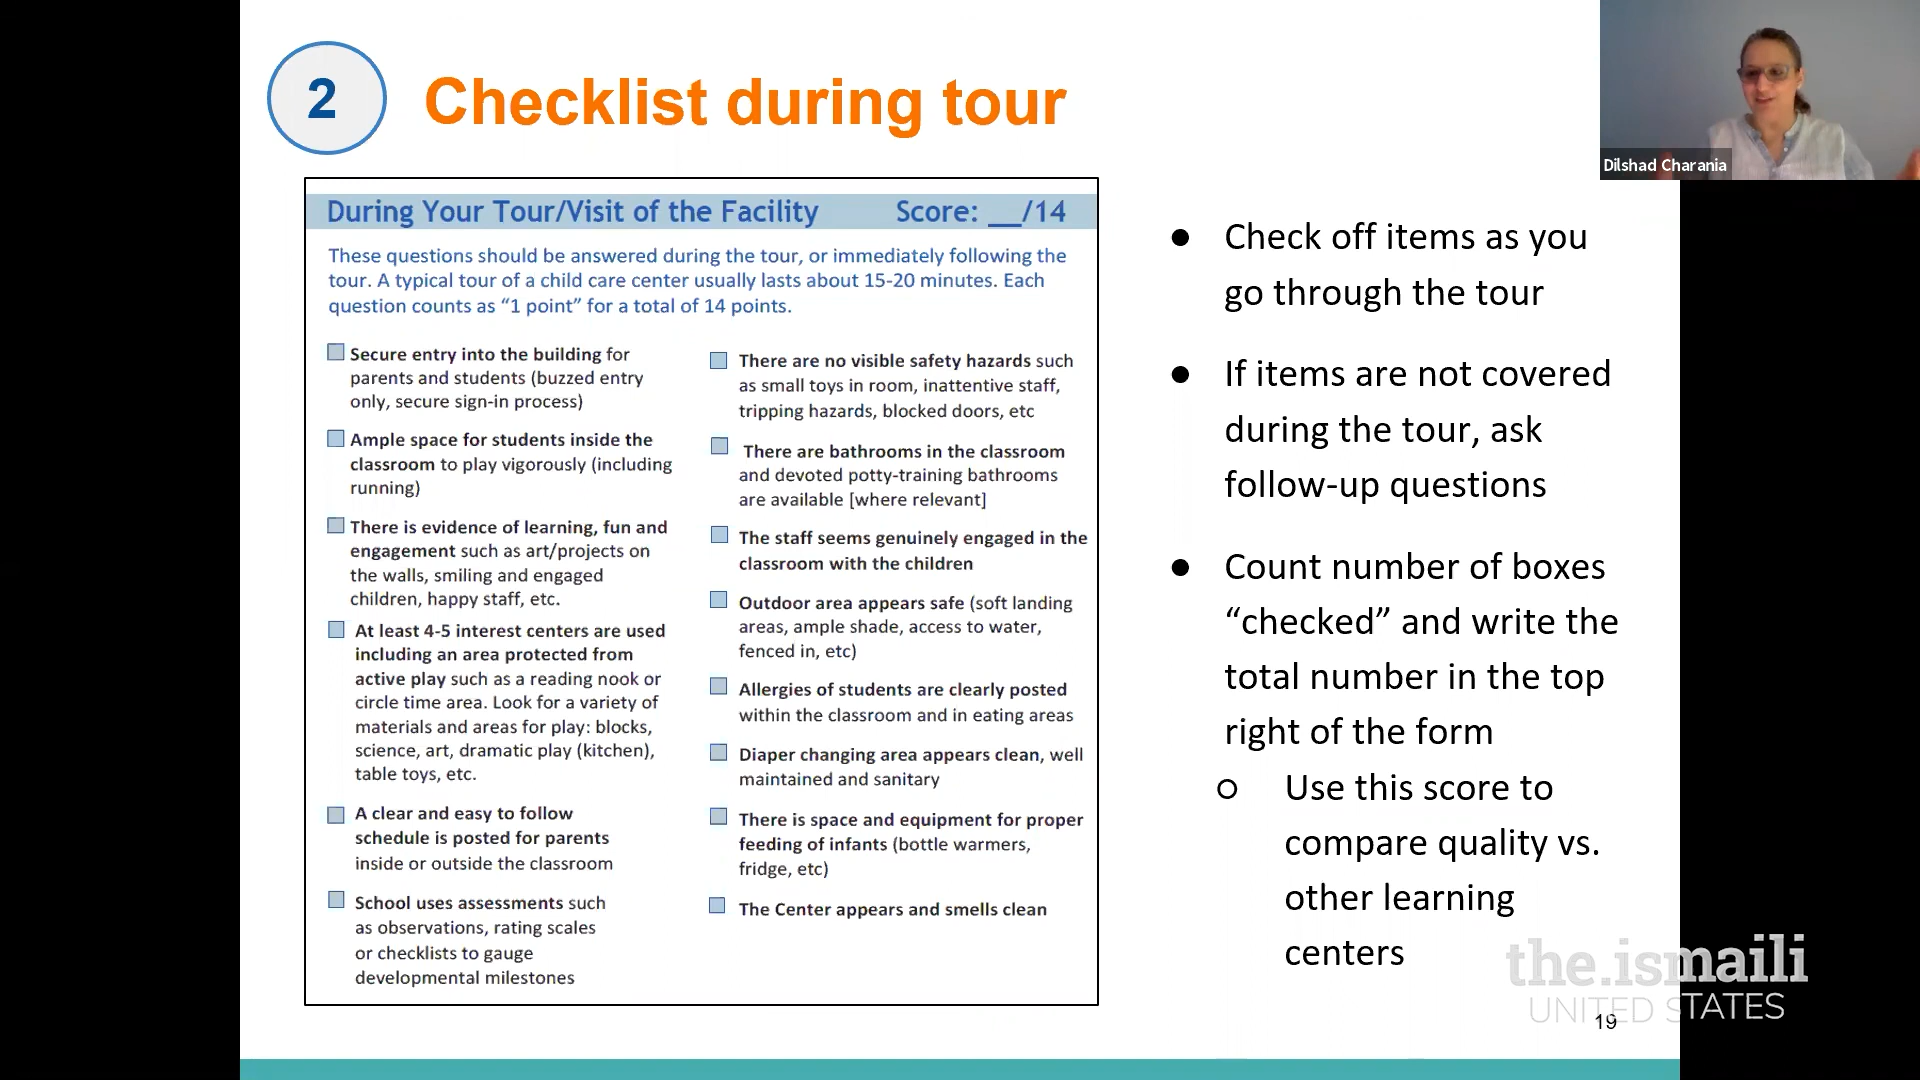 2
Checklist during tour
Dilshad Charania
During Your Tour/Visit of the Facility Score: __/14
These questions should be answered during the tour, or immediately following the
tour. A typical tour of a child care center usually lasts about 15-20 minutes. Each
question counts as “1 point” for a total of 14 points.
Secure entry into the building for
parents and students (buzzed entry
only, secure sign-in process)
Ample space for students inside the
classroom to play vigorously (including
running)
There is evidence of learning, fun and
engagement such as art/projects on
the walls, smiling and engaged
children, happy staff, etc.
At least 4-5 interest centers are used
including an area protected from
active play such as a reading nook or
circle time area. Look for a variety of
materials and areas for play: blocks,
science, art, dramatic play (kitchen),
table toys, etc.
A clear and easy to follow
schedule is posted for parents
inside or outside the classroom
School uses assessments such
as observations, rating scales
or checklists to gauge
developmental milestones
There are no visible safety hazards such
as small toys in room, inattentive staff,
tripping hazards, blocked doors, etc
There are bathrooms in the classroom
and devoted potty-training bathrooms
are available [where relevant]
The staff seems genuinely engaged in the
classroom with the children
Outdoor area appears safe (soft landing
areas, ample shade, access to water,
fenced in, etc)
Allergies of students are clearly posted
within the classroom and in eating areas
Diaper changing area appears clean, well
maintained and sanitary
There is space and equipment for proper
feeding of infants (bottle warmers,
fridge, etc)
The Center appears and smells clean
● Check off items as you
go through the tour
● If items are not covered
during the tour, ask
follow-up questions
● Count number of boxes
“checked” and write the
total number in the top
right of the form
○ Use this score to
compare quality vs.
other learning
centers
the.ismaili
UNITED STATES
19